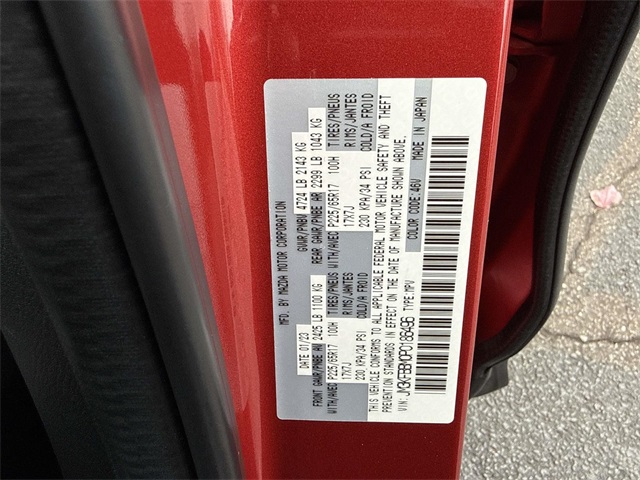 MFD. BY MAZDA MOTOR CORPORATION
DATE 07/23 GVWR/PNBV 4724 LB 2143 KG
FRONT GAWR/PNBE AV 2425 LB 1100 KG REAR GAWR/PNBE AR 2299 LB 1043 KG
WITH/AVEC TIRES/PNEUS WITH/AVEC TIRES/PNEUS
P225/65R17 100H RIMS/JANTES P225/65R17 100H RIMS/JANTES
17X7J COLD/A FROID 17X7J COLD/A FROID
230 KPA/34 PSI 230 KPA/34 PSI
THIS VEHICLE CONFORMS TO ALL APPLICABLE FEDERAL MOTOR VEHICLE SAFETY AND THEFT
PREVENTION STANDARDS IN EFFECT ON THE DATE OF MANUFACTURE SHOWN ABOVE.
VIN: TYPE:MPV COLOR CODE:46V MADE IN JAPAN